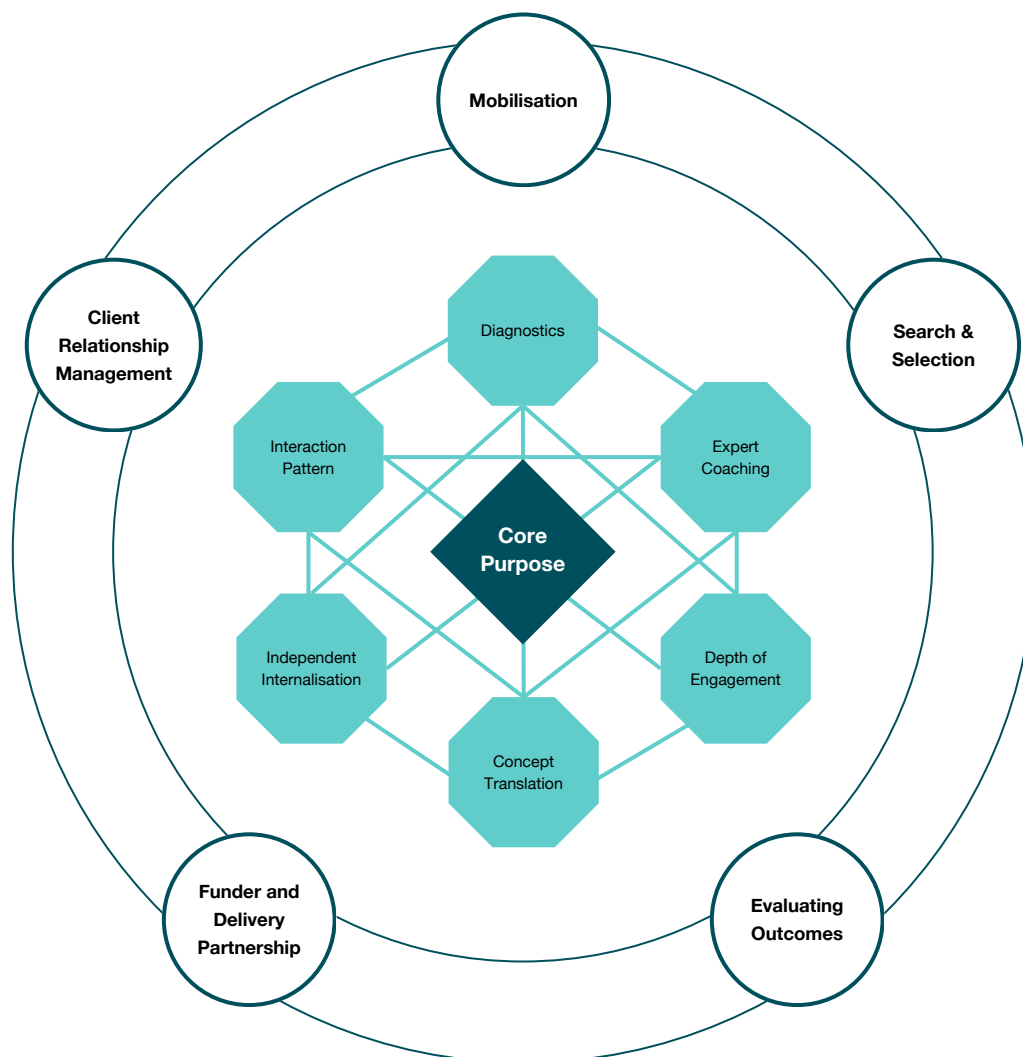 Mobilisation
Client
Relationship
Management
Search &
Selection
Diagnostics
Interaction
Pattern
Expert
Coaching
Core
Purpose
Independent
Internalisation
Depth of
Engagement
Concept
Translation
Funder and
Delivery
Partnership
Evaluating
Outcomes